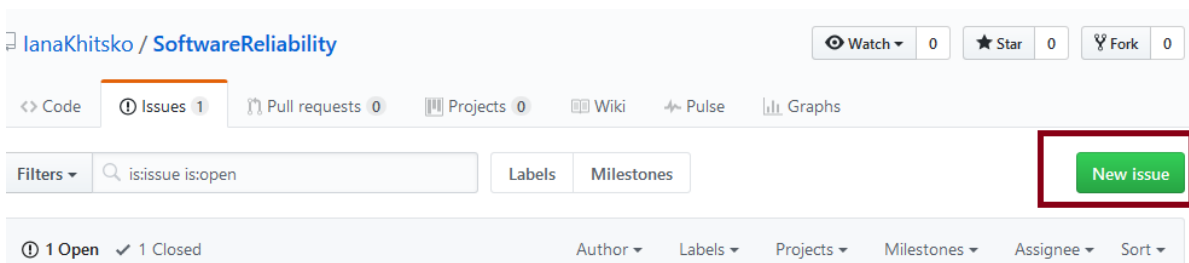 IanaKhitsko / SoftwareReliability Watch 0 Star 0 Fork 0
<> Code Issues 1 Pull requests 0 Projects 0 Wiki Pulse Graphs
Filters is:issue is:open Labels Milestones New issue
1 Open 1 Closed Author Labels Projects Milestones Assignee Sort